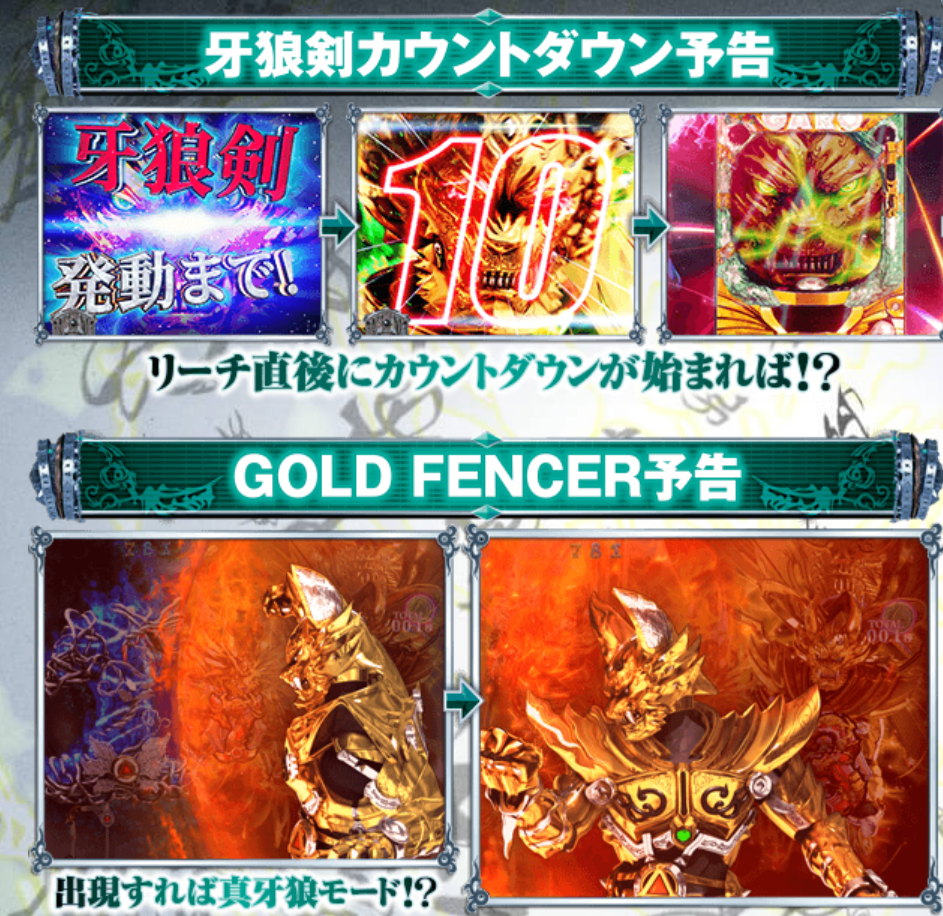 牙狼剣カウントダウン予告
牙狼剣
発動まで!
10
GARO
リーチ直後にカウントダウンが始まれば!?
GOLD FENCER予告
TOTAL
TOTAL
出現すれば真牙狼モード!?